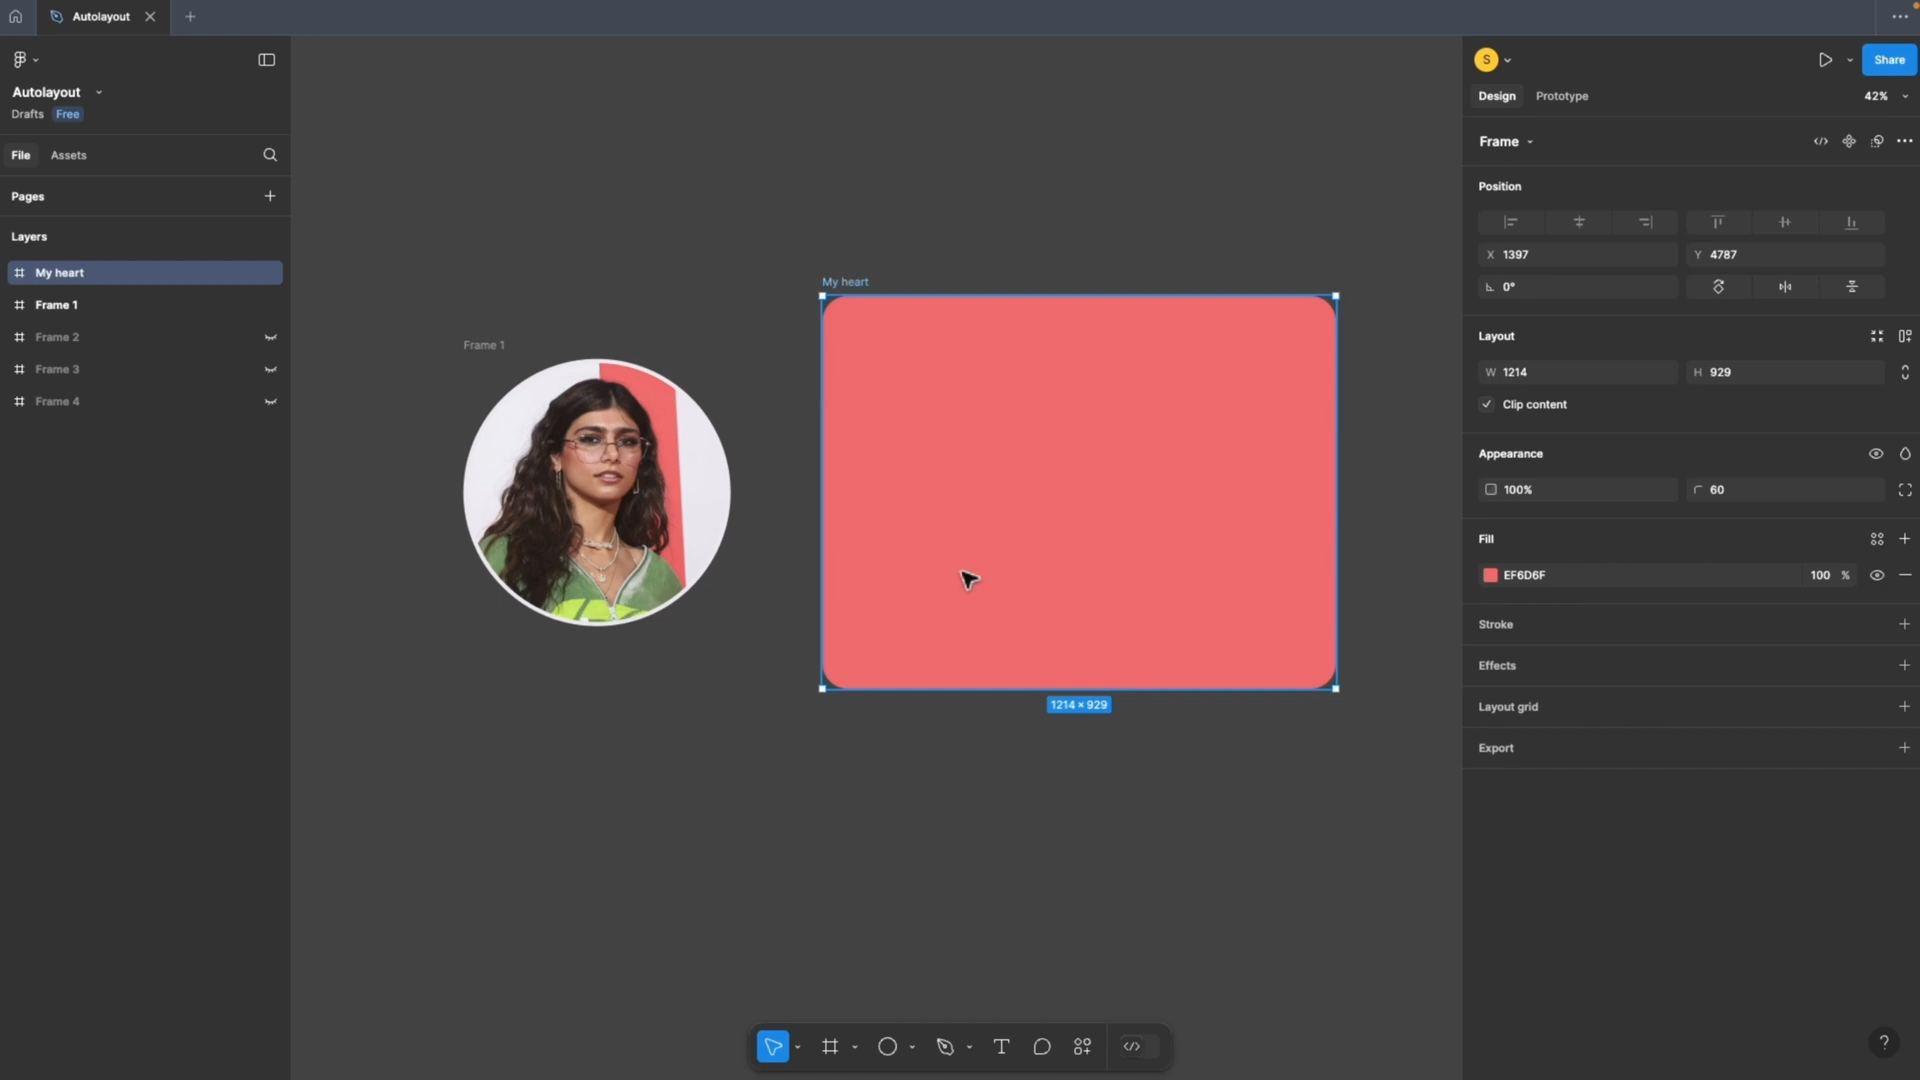 Autolayout
S
Share
Autolayout
Drafts Free
Design Prototype 42%
File Assets
Frame
Pages
Position
Layers
X 1397 Y 4787
My heart
0°
Frame 1
Frame 2
Frame 3
Frame 4
Layout
W 1214 H 929
Clip content
Appearance
100% 60
Fill
EF6D6F 100 %
Stroke
Effects
Layout grid
Export
My heart
Frame 1
1214 × 929
T
?